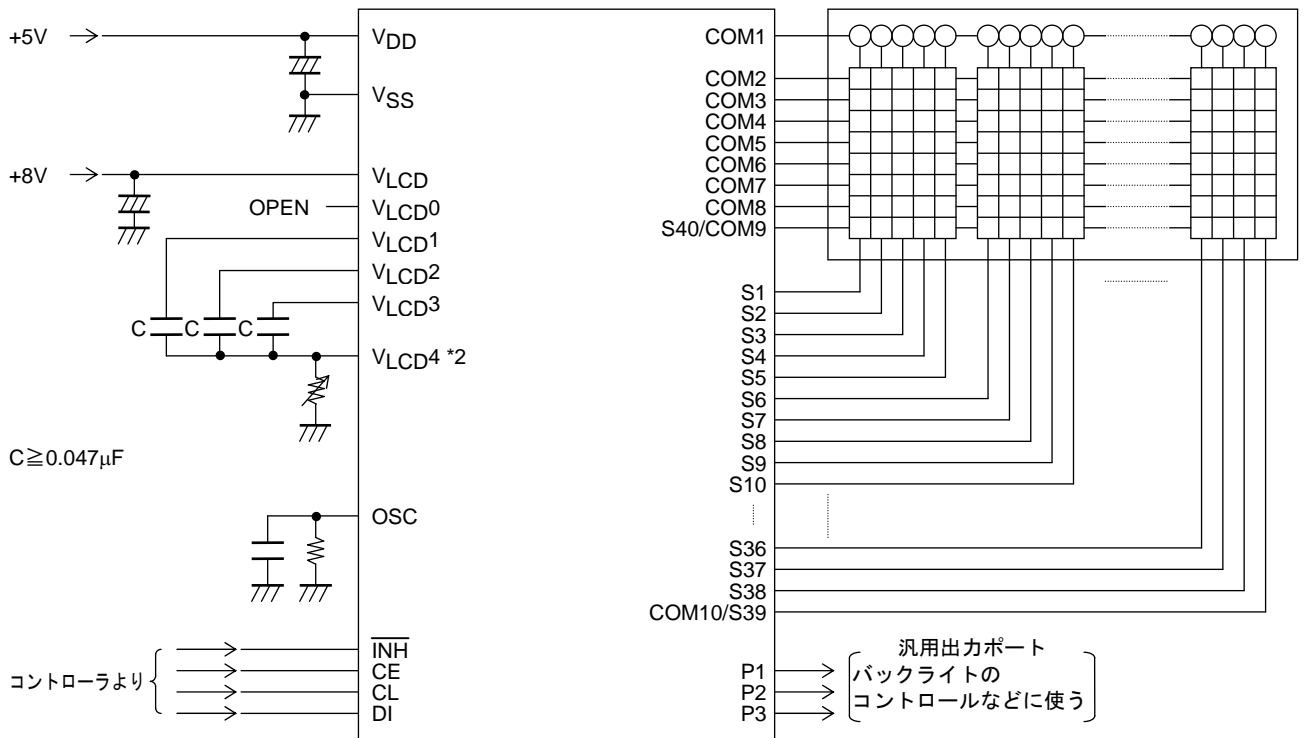 +5V
VDD
VSS
+8V
VLCD
OPEN
VLCD0
VLCD1
VLCD2
VLCD3
C C C
VLCD4 *2
C≧0.047μF
OSC
コントローラより
INH
CE
CL
DI
COM1
COM2
COM3
COM4
COM5
COM6
COM7
COM8
S40/COM9
S1
S2
S3
S4
S5
S6
S7
S8
S9
S10
S36
S37
S38
COM10/S39
P1
P2
P3
汎用出力ポート
バックライトの
コントロールなどに使う